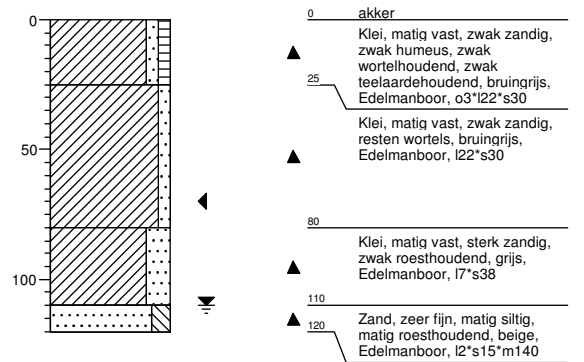 0
50
100
0 akker
Klei, matig vast, zwak zandig,
zwak humeus, zwak
wortelhoudend, zwak
teelaardehoudend, bruingrijs,
Edelmanboor, o3*l22*s30
25
Klei, matig vast, zwak zandig,
resten wortels, bruingrijs,
Edelmanboor, l22*s30
80
Klei, matig vast, sterk zandig,
zwak roesthoudend, grijs,
Edelmanboor, l7*s38
110
Zand, zeer fijn, matig siltig,
matig roesthoudend, beige,
Edelmanboor, l2*s15*m140
120